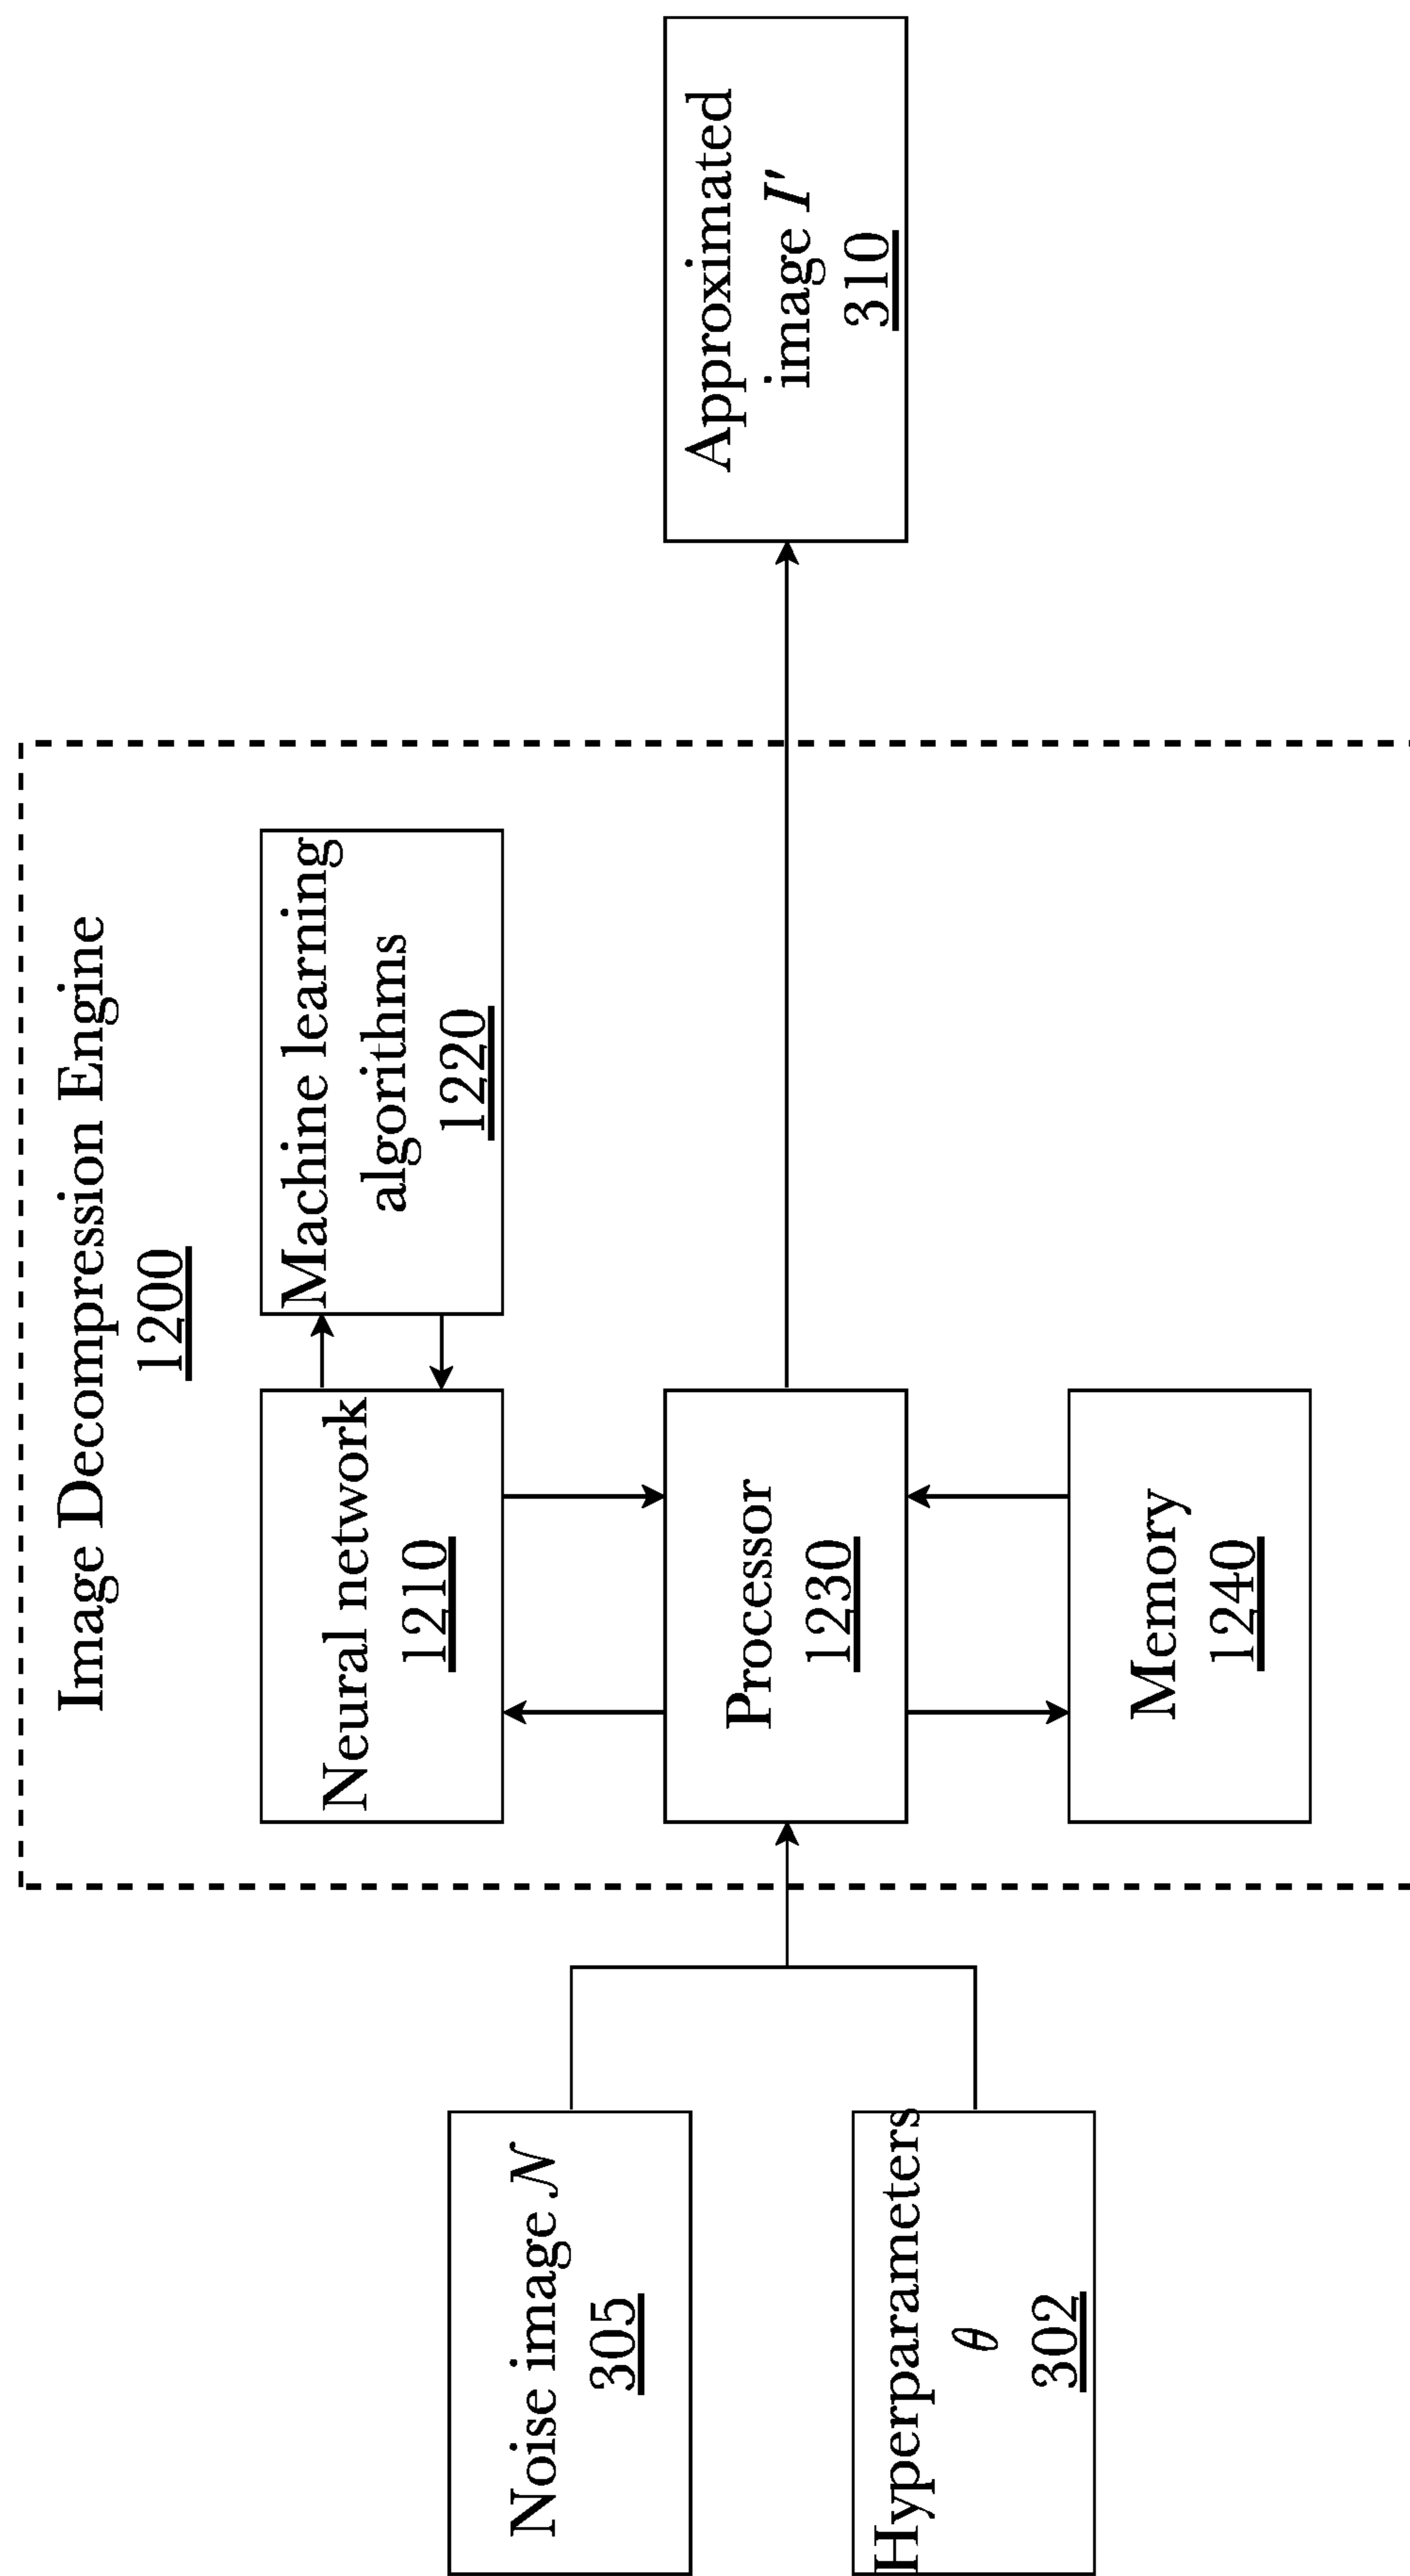 Image Decompression Engine
1200
Noise image 𝒩
305
Hyperparameters
θ
302
Neural network
1210
Machine learning
algorithms
1220
Processor
1230
Memory
1240
Approximated
image I'
310